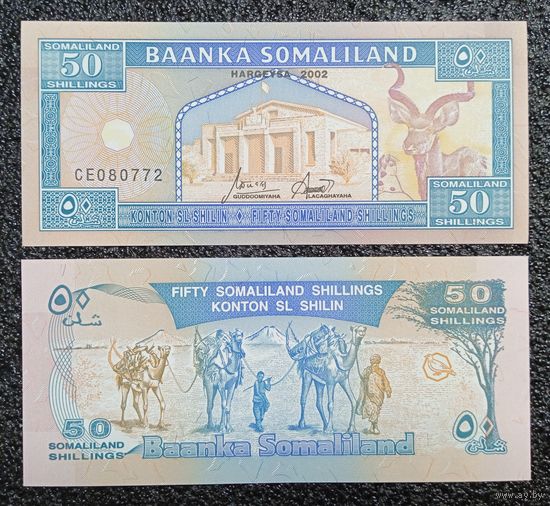 SOMALILAND
50
SHILLINGS
BAANKA SOMALILAND
HARGEYSA 2002
٥٠
CE080772
GUDDOOMIYAHA
LACAGHAYAHA
٥٠
KONTON SL SHILIN ◆ FIFTY SOMALILAND SHILLINGS
SOMALILAND
50
SHILLINGS
٥٠
شلن
FIFTY SOMALILAND SHILLINGS
KONTON SL SHILIN
50
SOMALILAND
SHILLINGS
50
SOMALILAND
SHILLINGS
Baanka Somaliland
٥٠
شلن
www.ay.by